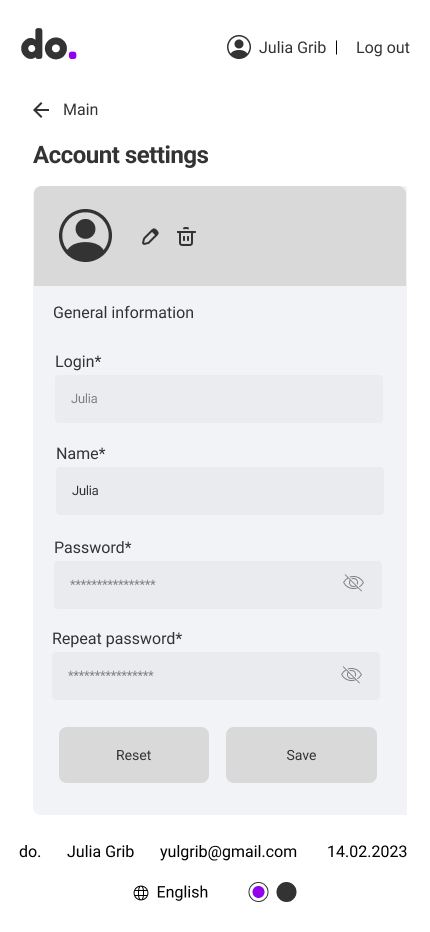 do.
Julia Grib | Log out
Main
Account settings
General information
Login*
Julia
Name*
Julia
Password*
****************
Repeat password*
****************
Reset Save
do. Julia Grib yulgrib@gmail.com 14.02.2023
English